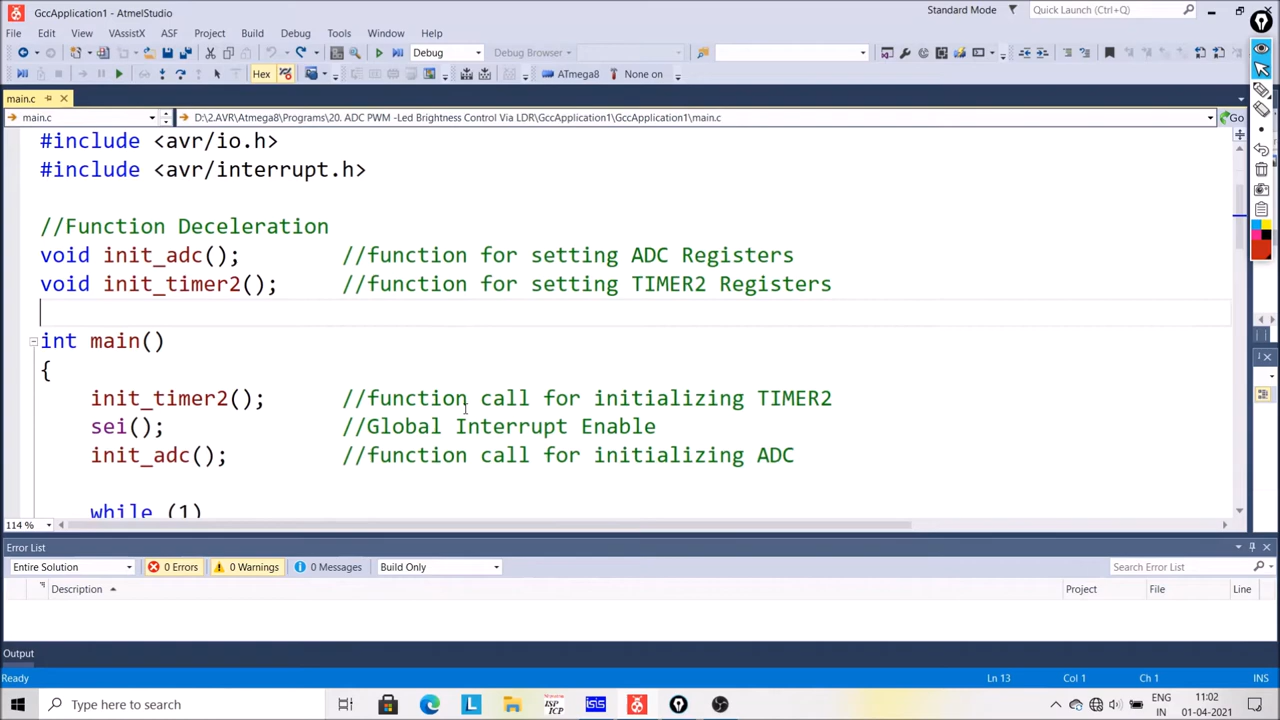 GccApplication1 - AtmelStudio
Standard Mode
Quick Launch (Ctrl+Q)
File Edit View VAssistX ASF Project Build Debug Tools Window Help
Debug
Debug Browser
Hex
ATmega8
None on
main.c
main.c
D:\2.AVR\Atmega8\Programs\20. ADC PWM -Led Brightness Control Via LDR\GccApplication1\GccApplication1\main.c
Go
#include <avr/io.h>
#include <avr/interrupt.h>
//Function Deceleration
void init_adc(); //function for setting ADC Registers
void init_timer2(); //function for setting TIMER2 Registers
int main()
{
init_timer2(); //function call for initializing TIMER2
sei(); //Global Interrupt Enable
init_adc(); //function call for initializing ADC
while (1)
114 %
Error List
Entire Solution
0 Errors
0 Warnings
0 Messages
Build Only
Search Error List
Description
Project
File
Line
Output
Ready
Ln 13
Col 1
Ch 1
INS
Type here to search
L
ISP
ICP
ISIS
ENG
IN
11:02
01-04-2021